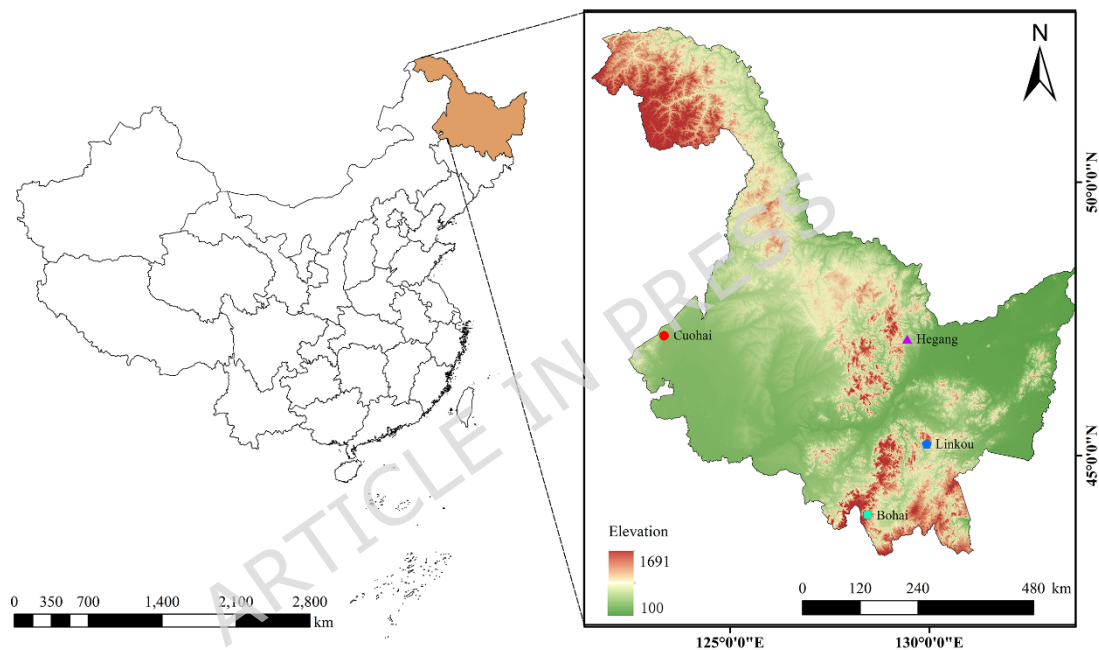 N
50°0'0"N
Cuohai
Hegang
Linkou
45°0'0"N
Bohai
Elevation
1691
100
0 120 240 480 km
125°0'0"E 130°0'0"E
0 350 700 1,400 2,100 2,800 km
ARTICLE IN PRESS